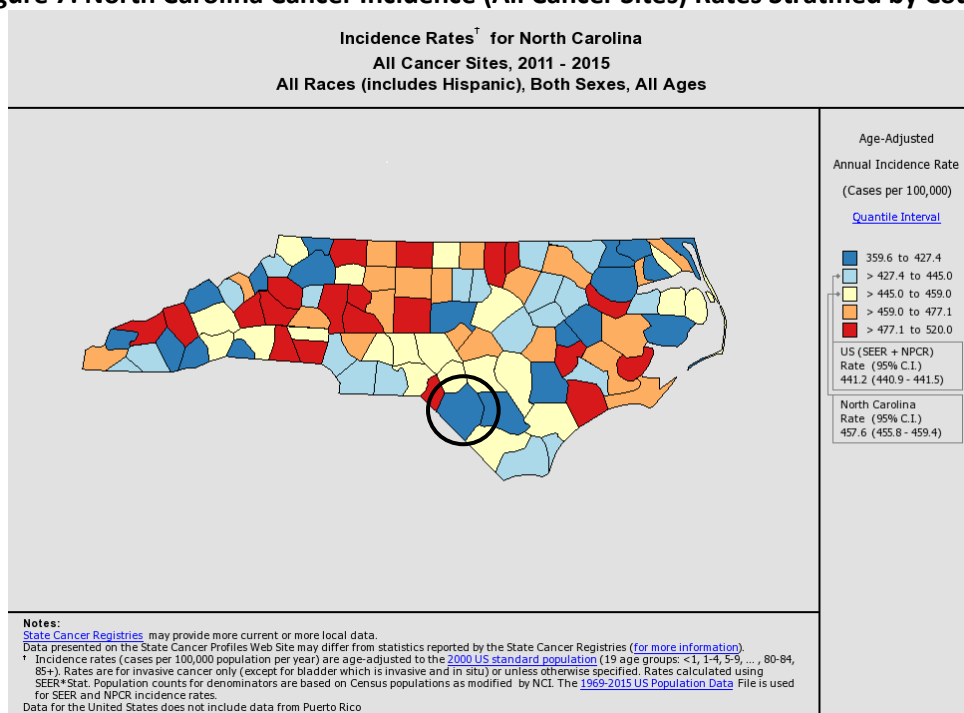 Incidence Rates† for North Carolina
All Cancer Sites, 2011 - 2015
All Races (includes Hispanic), Both Sexes, All Ages
Age-Adjusted
Annual Incidence Rate
(Cases per 100,000)
Quantile Interval
359.6 to 427.4
> 427.4 to 445.0
> 445.0 to 459.0
> 459.0 to 477.1
> 477.1 to 520.0
US (SEER + NPCR)
Rate (95% C.I.)
441.2 (440.9 - 441.5)
North Carolina
Rate (95% C.I.)
457.6 (455.8 - 459.4)
Notes:
State Cancer Registries may provide more current or more local data.
Data presented on the State Cancer Profiles Web Site may differ from statistics reported by the State Cancer Registries (for more information).
† Incidence rates (cases per 100,000 population per year) are age-adjusted to the 2000 US standard population (19 age groups: <1, 1-4, 5-9, ... , 80-84,
85+). Rates are for invasive cancer only (except for bladder which is invasive and in situ) or unless otherwise specified. Rates calculated using
SEER*Stat. Population counts for denominators are based on Census populations as modified by NCI. The 1969-2015 US Population Data File is used
for SEER and NPCR incidence rates.
Data for the United States does not include data from Puerto Rico